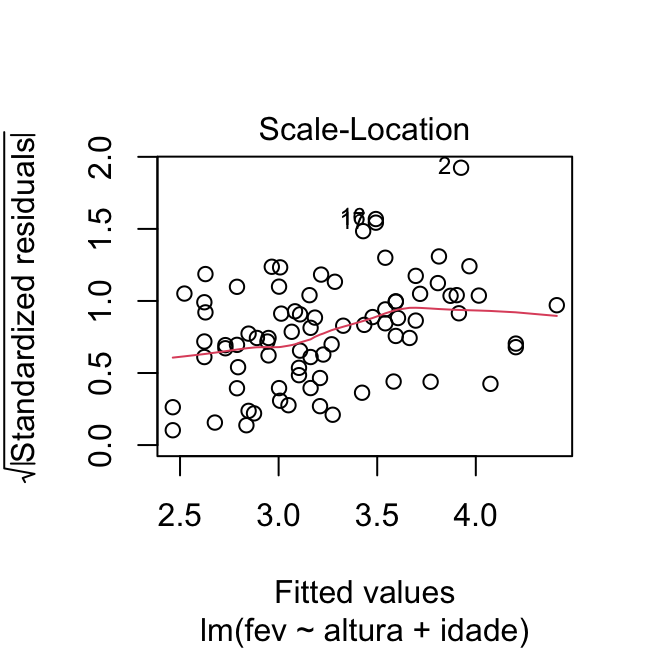 Scale-Location
√|Standardized residuals|
2.0
1.5
1.0
0.5
0.0
2
2.5
3.0
3.5
4.0
Fitted values
lm(fev ~ altura + idade)